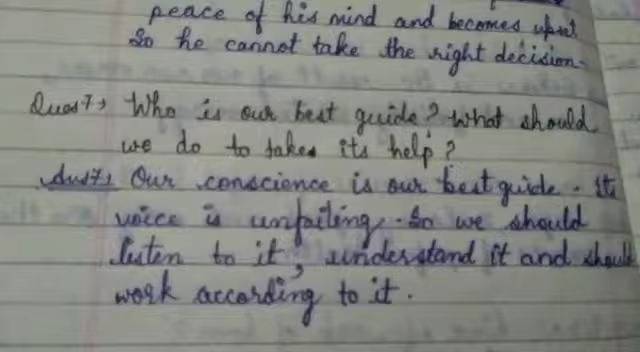 peace of his mind and becomes upset
So he cannot take the right decision.
Ques7, Who is our best guide? What should
we do to takes its help?
Ans7, Our conscience is our best guide. Its
voice is unfailing. So we should
listen to it, understand it and should
work according to it.